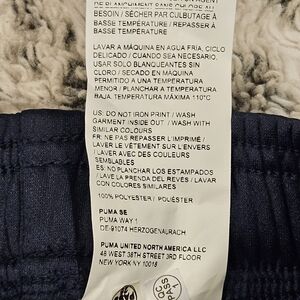 DE BLANCHIMENT SANS CHLORE AU
BESOIN / SÉCHER PAR CULBUTAGE À
BASSE TEMPÉRATURE / REPASSER À
BASSE TEMPÉRATURE
LAVAR A MÁQUINA EN AGUA FRÍA, CICLO
DELICADO / CUANDO SEA NECESARIO,
USAR SOLO BLANQUEANTES SIN
CLORO / SECADO EN MÁQUINA
PERMITIDO A UNA TEMPERATURA
MENOR / PLANCHAR A TEMPERATURA
BAJA, TEMPERATURA MÁXIMA 110°C
US: DO NOT IRON PRINT / WASH
GARMENT INSIDE OUT / WASH WITH
SIMILAR COLOURS
FR: NE PAS REPASSER L'IMPRIMÉ /
LAVER LE VÊTEMENT SUR L'ENVERS
/ LAVER AVEC DES COULEURS
SEMBLABLES
ES: NO PLANCHAR LOS ESTAMPADOS
/ LAVE LA PRENDA DEL REVÉS / LAVAR
CON COLORES SIMILARES
100% POLYESTER / POLIÉSTER
PUMA SE
PUMA WAY 1
DE-91074 HERZOGENAURACH
PUMA UNITED NORTH AMERICA LLC
48 WEST 38TH STREET 3RD FLOOR
NEW YORK NY 10018
QC
PA1